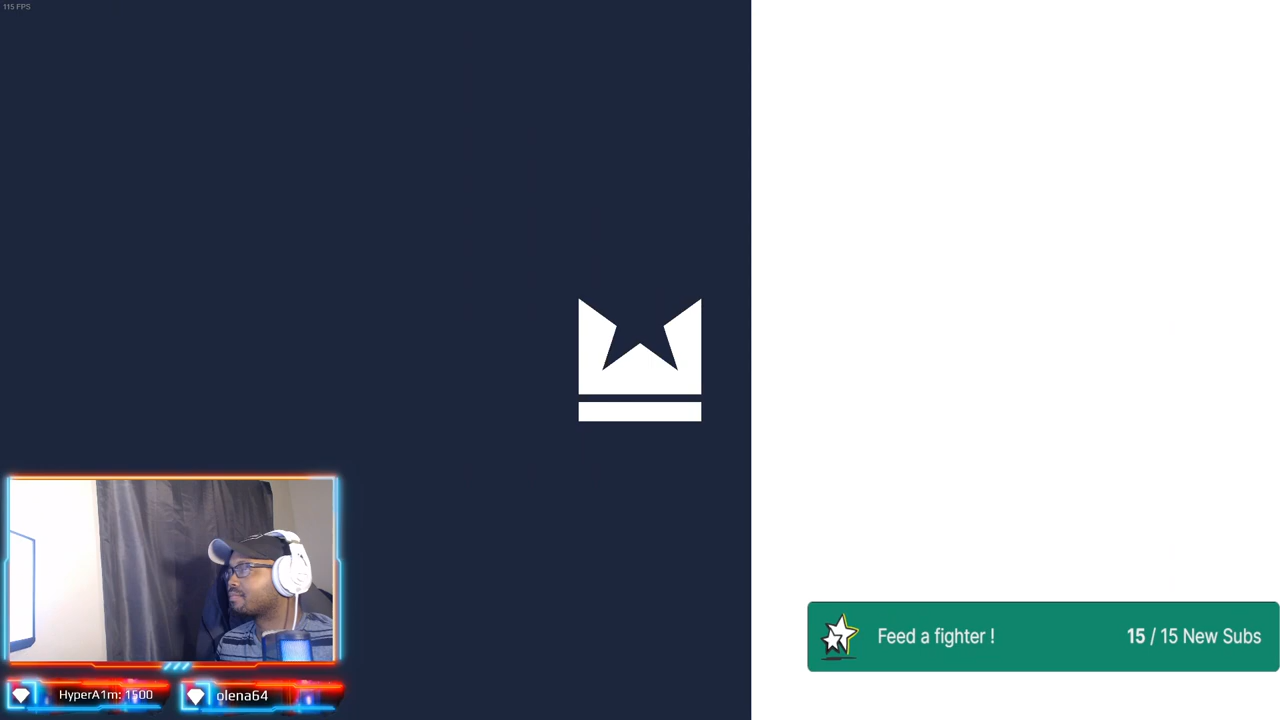 115 FPS
Feed a fighter !
15 / 15 New Subs
HyperA1m: 1500
olena64